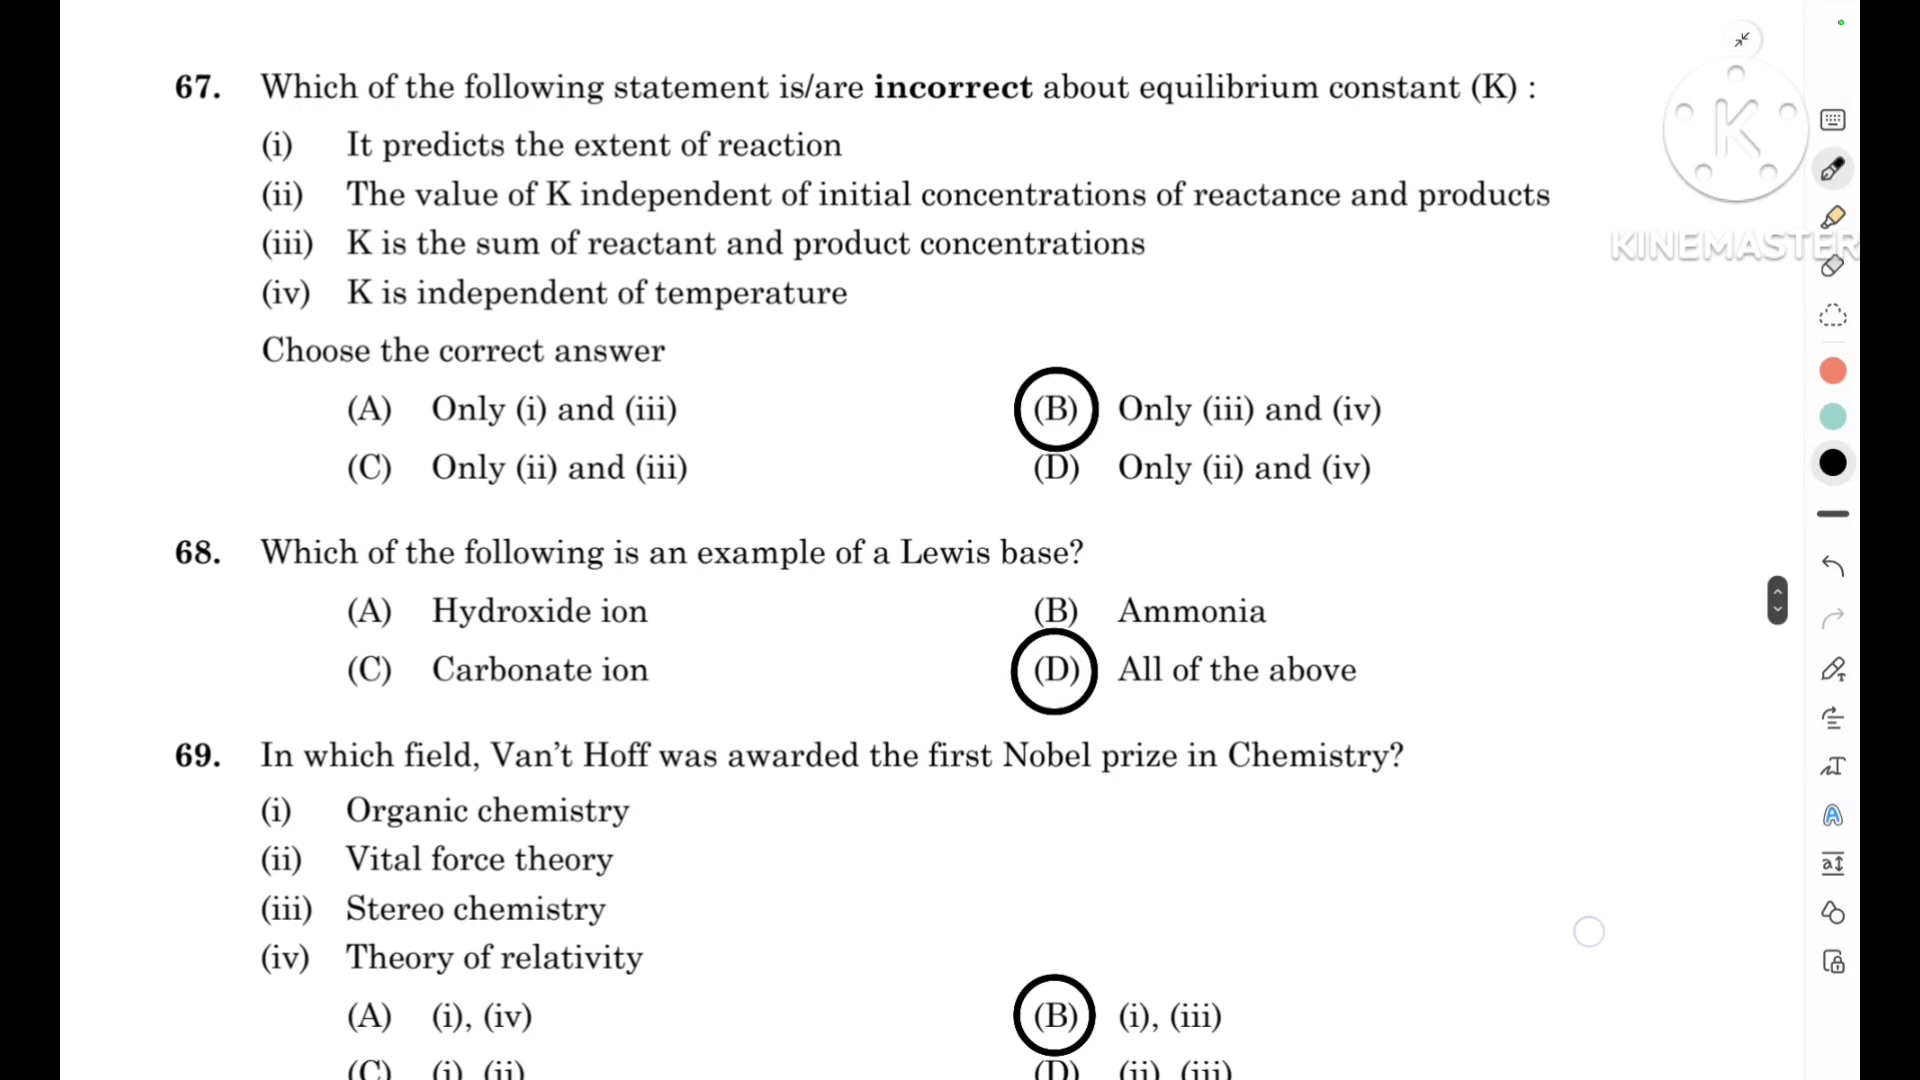 67. Which of the following statement is/are incorrect about equilibrium constant (K) :
(i) It predicts the extent of reaction
(ii) The value of K independent of initial concentrations of reactance and products
(iii) K is the sum of reactant and product concentrations
(iv) K is independent of temperature
Choose the correct answer
(A) Only (i) and (iii) (B) Only (iii) and (iv)
(C) Only (ii) and (iii) (D) Only (ii) and (iv)
68. Which of the following is an example of a Lewis base?
(A) Hydroxide ion (B) Ammonia
(C) Carbonate ion (D) All of the above
69. In which field, Van't Hoff was awarded the first Nobel prize in Chemistry?
(i) Organic chemistry
(ii) Vital force theory
(iii) Stereo chemistry
(iv) Theory of relativity
(A) (i), (iv) (B) (i), (iii)
(C) (i), (ii) (D) (ii), (iii)
K
KINEMASTER